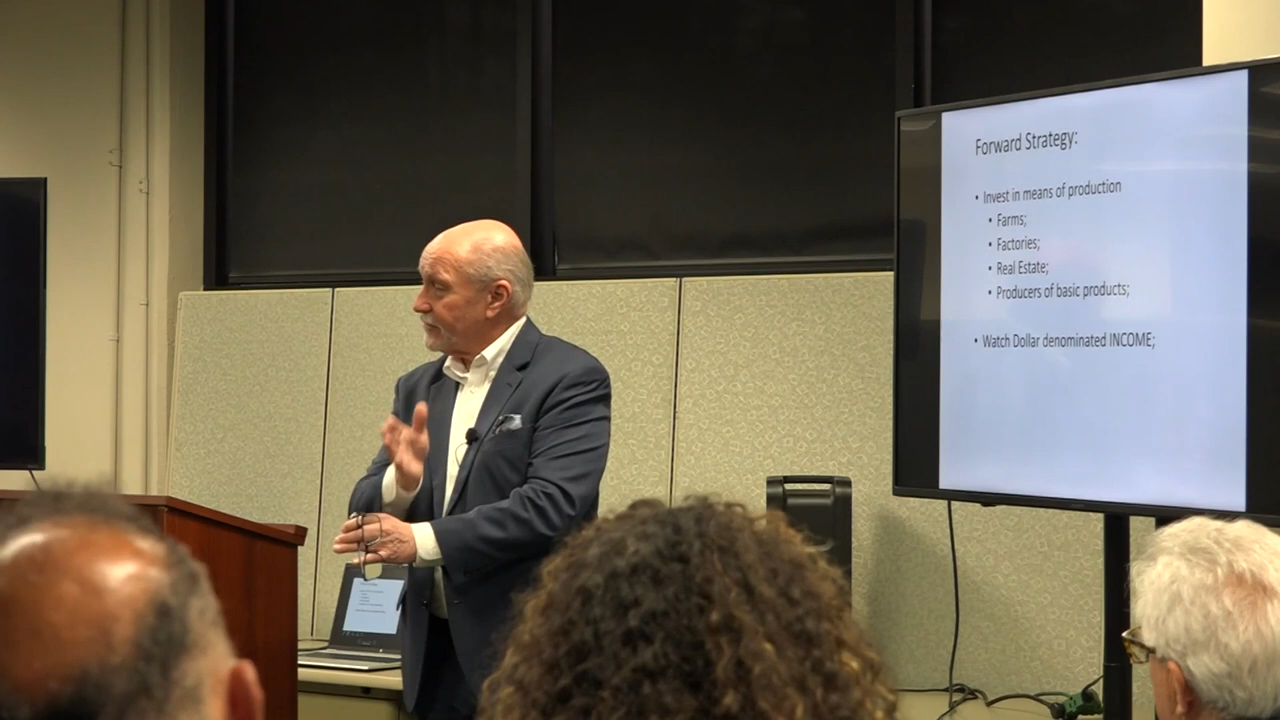 Forward Strategy:
• Invest in means of production
• Farms;
• Factories;
• Real Estate;
• Producers of basic products;
• Watch Dollar denominated INCOME;